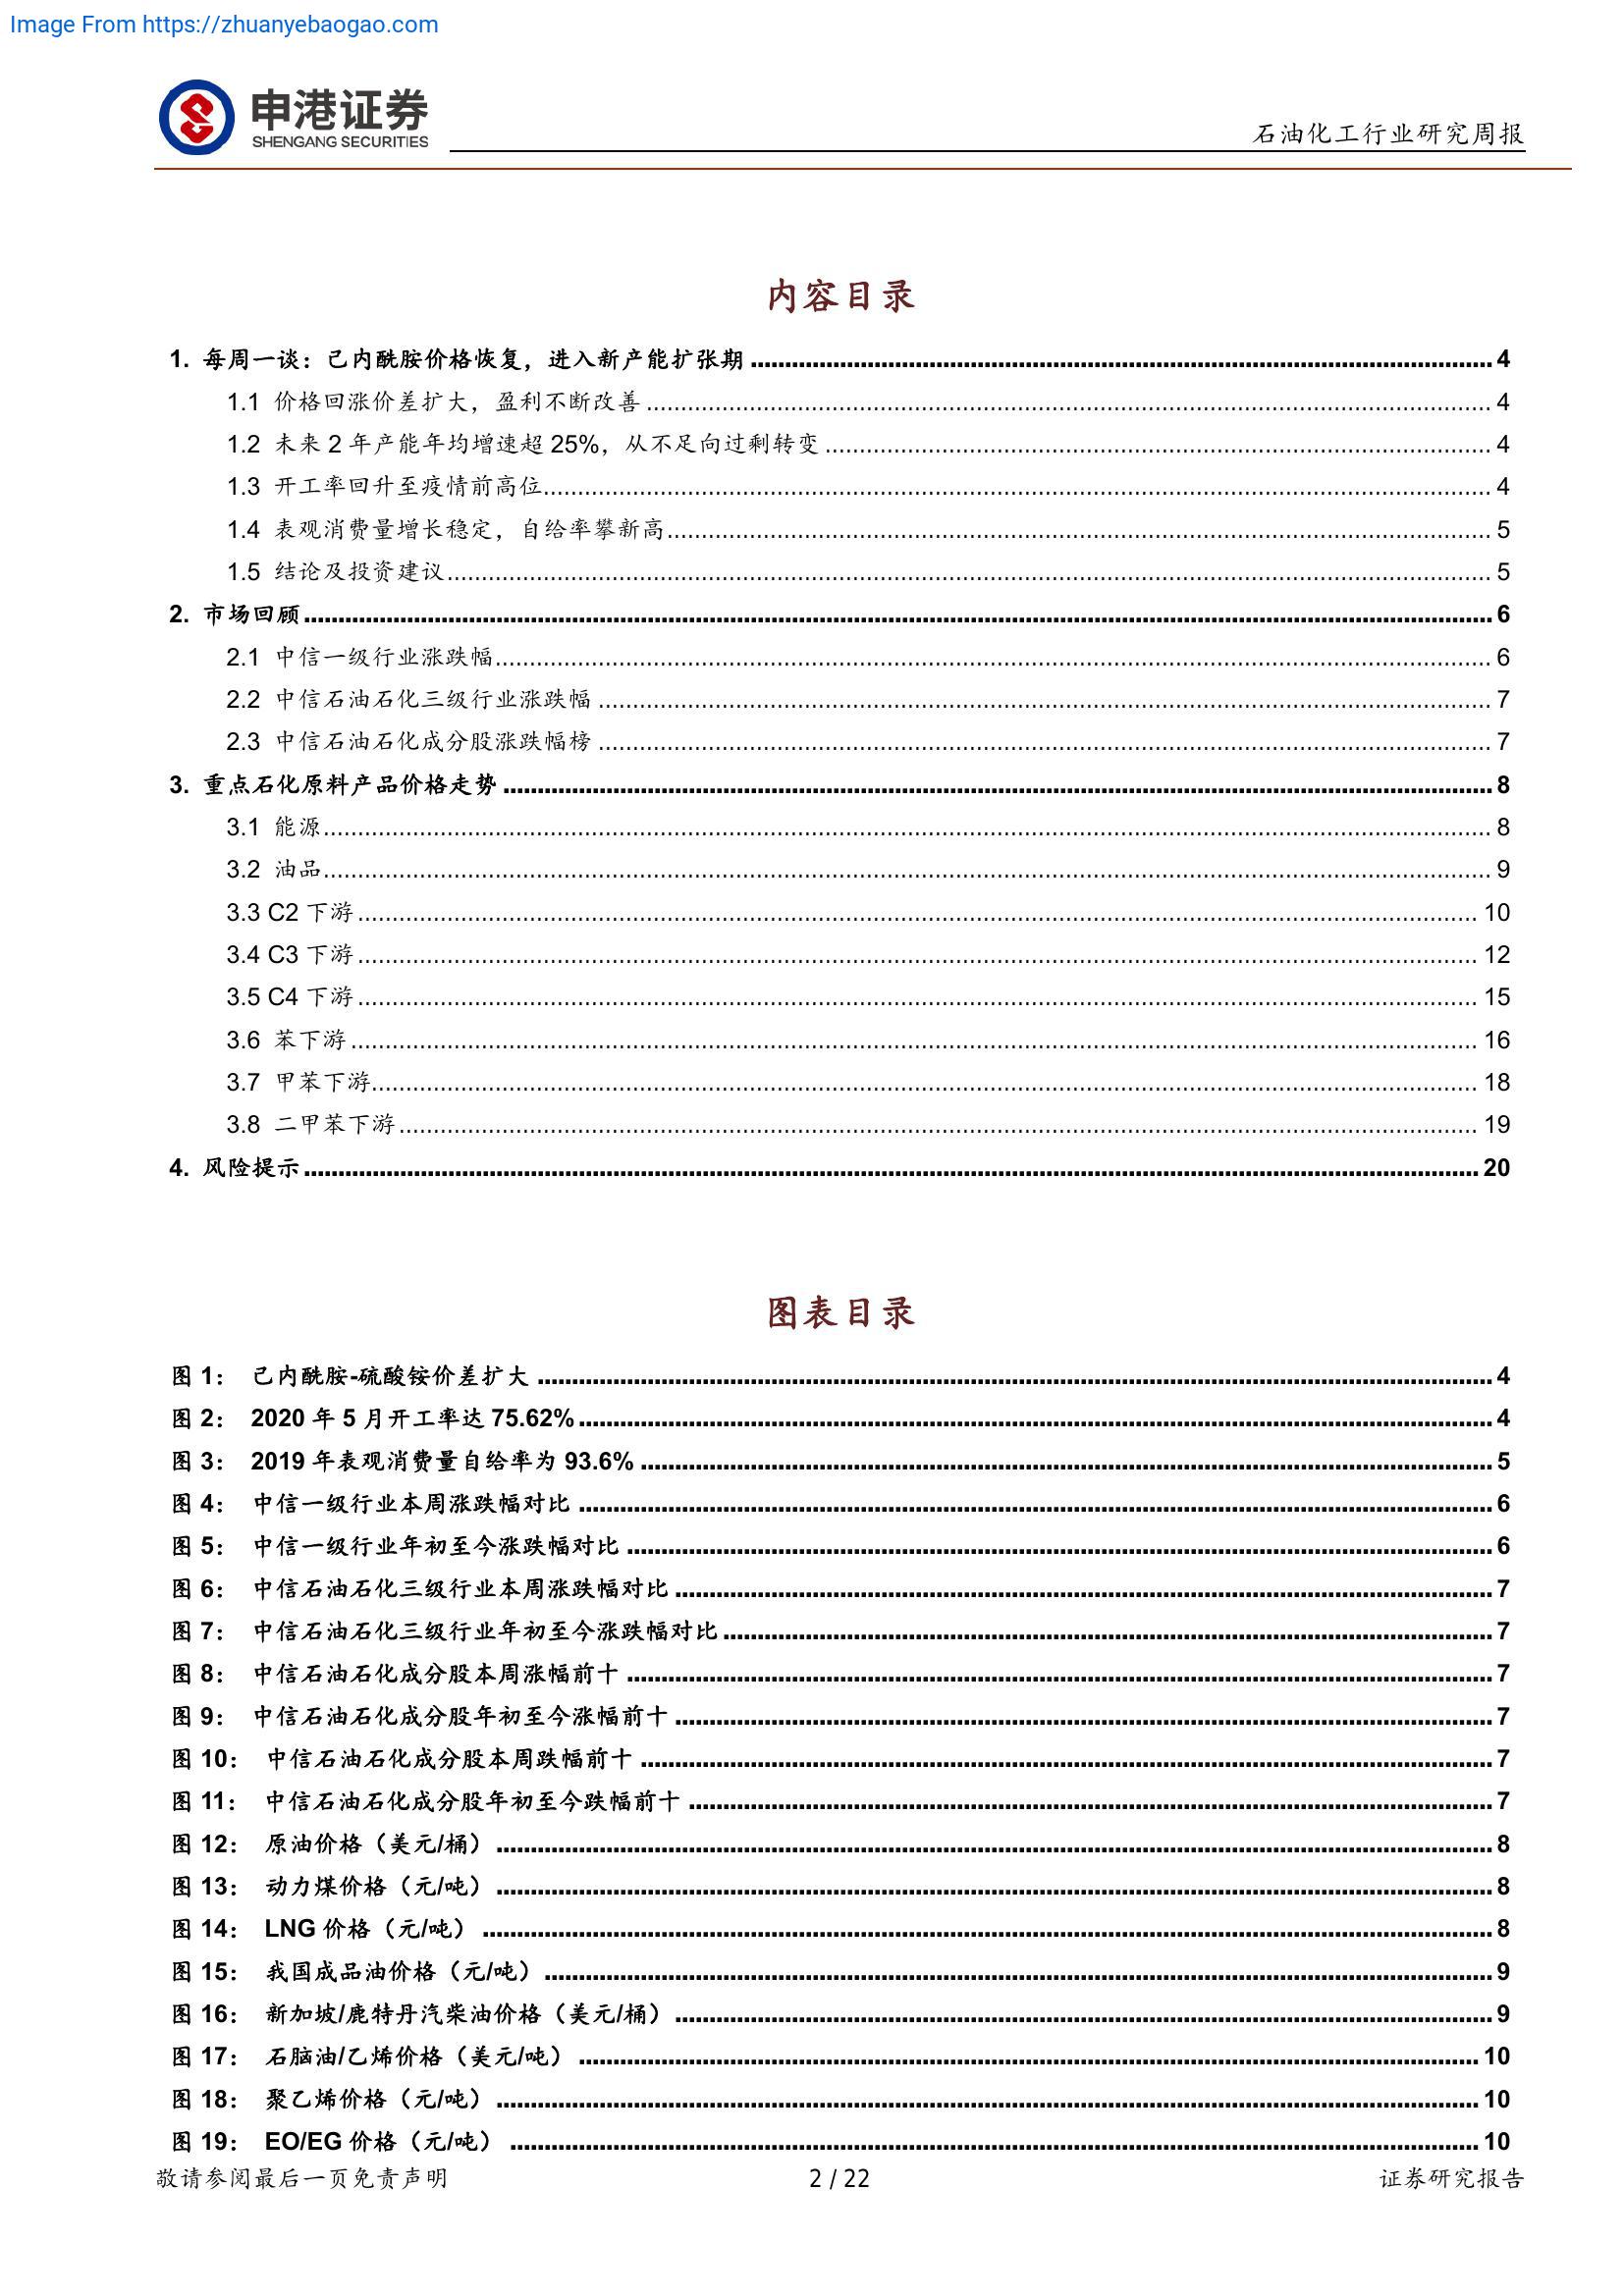 Image From https://zhuanyebaogao.com
申港证券
SHENGANG SECURITIES
石油化工行业研究周报
内容目录
1. 每周一谈：己内酰胺价格恢复，进入新产能扩张期 4
1.1 价格回涨价差扩大，盈利不断改善 4
1.2 未来 2 年产能年均增速超 25%，从不足向过剩转变 4
1.3 开工率回升至疫情前高位 4
1.4 表观消费量增长稳定，自给率攀新高 5
1.5 结论及投资建议 5
2. 市场回顾 6
2.1 中信一级行业涨跌幅 6
2.2 中信石油石化三级行业涨跌幅 7
2.3 中信石油石化成分股涨跌幅榜 7
3. 重点石化原料产品价格走势 8
3.1 能源 8
3.2 油品 9
3.3 C2 下游 10
3.4 C3 下游 12
3.5 C4 下游 15
3.6 苯下游 16
3.7 甲苯下游 18
3.8 二甲苯下游 19
4. 风险提示 20
图表目录
图 1： 己内酰胺-硫酸铵价差扩大 4
图 2： 2020 年 5 月开工率达 75.62% 4
图 3： 2019 年表观消费量自给率为 93.6% 5
图 4： 中信一级行业本周涨跌幅对比 6
图 5： 中信一级行业年初至今涨跌幅对比 6
图 6： 中信石油石化三级行业本周涨跌幅对比 7
图 7： 中信石油石化三级行业年初至今涨跌幅对比 7
图 8： 中信石油石化成分股本周涨幅前十 7
图 9： 中信石油石化成分股年初至今涨幅前十 7
图 10： 中信石油石化成分股本周跌幅前十 7
图 11： 中信石油石化成分股年初至今跌幅前十 7
图 12： 原油价格（美元/桶） 8
图 13： 动力煤价格（元/吨） 8
图 14： LNG 价格（元/吨） 8
图 15： 我国成品油价格（元/吨） 9
图 16： 新加坡/鹿特丹汽柴油价格（美元/桶） 9
图 17： 石脑油/乙烯价格（美元/吨） 10
图 18： 聚乙烯价格（元/吨） 10
图 19： EO/EG 价格（元/吨） 10
敬请参阅最后一页免责声明 2 / 22 证券研究报告